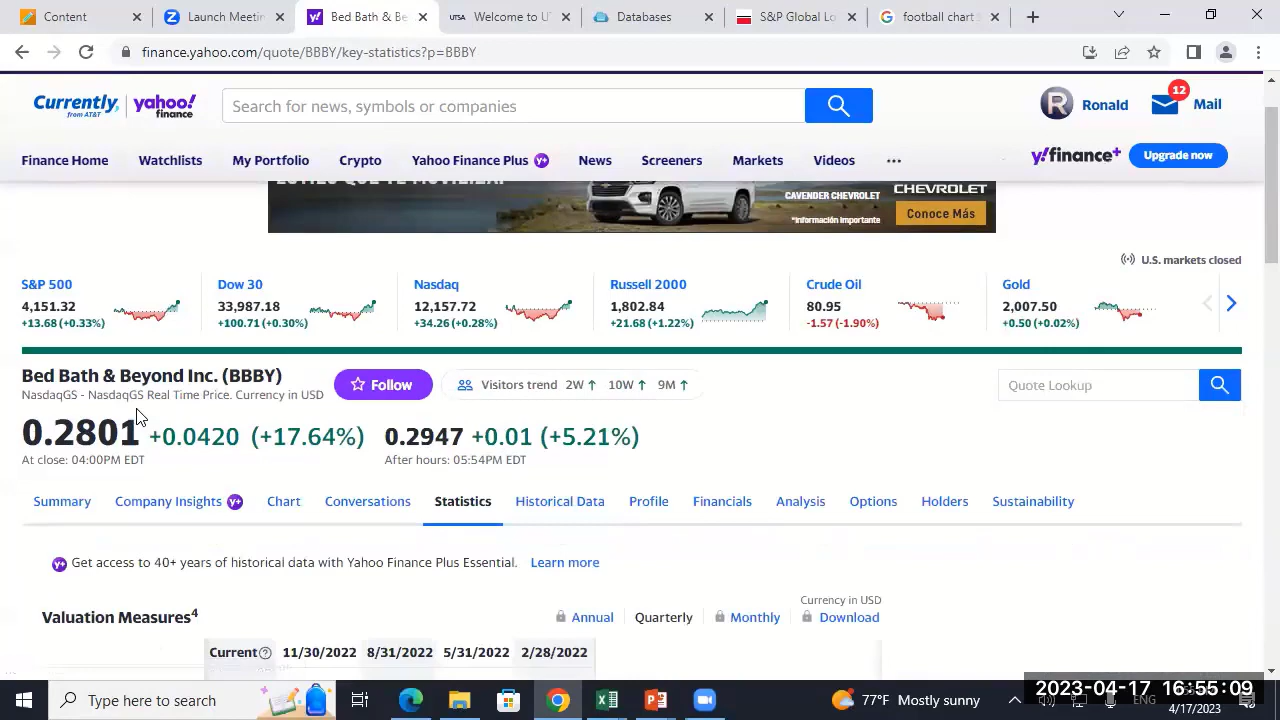 Content
Launch Meetin
Bed Bath & Be
UTSA
Welcome to U
Databases
S&P Global Lo
football chart
finance.yahoo.com/quote/BBBY/key-statistics?p=BBBY
Currently,
from AT&T
yahoo!
finance
Search for news, symbols or companies
R
Ronald
12
Mail
Finance Home
Watchlists
My Portfolio
Crypto
Yahoo Finance Plus
News
Screeners
Markets
Videos
y!finance+
Upgrade now
CAVENDER CHEVROLET
CHEVROLET
*Información Importante
Conoce Más
U.S. markets closed
S&P 500
Dow 30
Nasdaq
Russell 2000
Crude Oil
Gold
4,151.32
33,987.18
12,157.72
1,802.84
80.95
2,007.50
+13.68 (+0.33%)
+100.71 (+0.30%)
+34.26 (+0.28%)
+21.68 (+1.22%)
-1.57 (-1.90%)
+0.50 (+0.02%)
Bed Bath & Beyond Inc. (BBBY)
NasdaqGS - NasdaqGS Real Time Price. Currency in USD
Follow
Visitors trend 2W↑ 10W↑ 9M↑
Quote Lookup
0.2801 +0.0420 (+17.64%)
0.2947 +0.01 (+5.21%)
At close: 04:00PM EDT
After hours: 05:54PM EDT
Summary
Company Insights
Chart
Conversations
Statistics
Historical Data
Profile
Financials
Analysis
Options
Holders
Sustainability
Get access to 40+ years of historical data with Yahoo Finance Plus Essential. Learn more
Currency in USD
Valuation Measures4
Annual
Quarterly
Monthly
Download
Current
11/30/2022
8/31/2022
5/31/2022
2/28/2022
Type here to search
77°F Mostly sunny
ENG
2023-04-17 16:55:09
4/17/2023